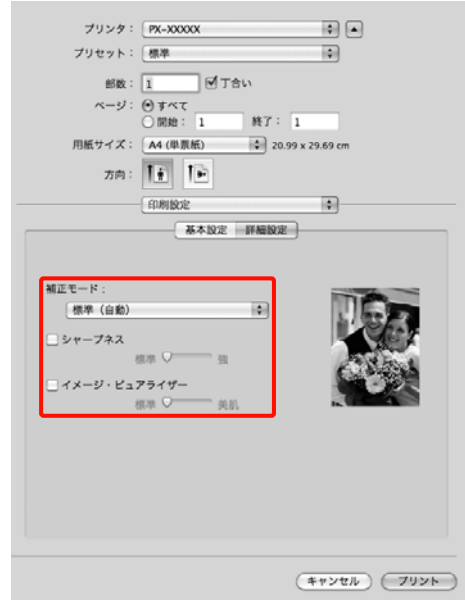 プリンタ： PX-XXXXX
プリセット： 標準
部数： 1 丁合い
ページ： すべて
開始： 1 終了： 1
用紙サイズ： A4 (単票紙) 20.99 x 29.69 cm
方向：
印刷設定
基本設定 詳細設定
補正モード：
標準（自動）
シャープネス
標準 強
イメージ・ピュアライザー
標準 美肌
キャンセル プリント